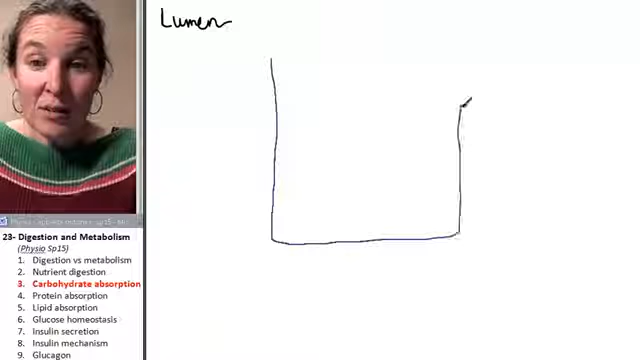 Lumen
23- Digestion and Metabolism
(Physio Sp15)
1. Digestion vs metabolism
2. Nutrient digestion
3. Carbohydrate absorption
4. Protein absorption
5. Lipid absorption
6. Glucose homeostasis
7. Insulin secretion
8. Insulin mechanism
9. Glucagon